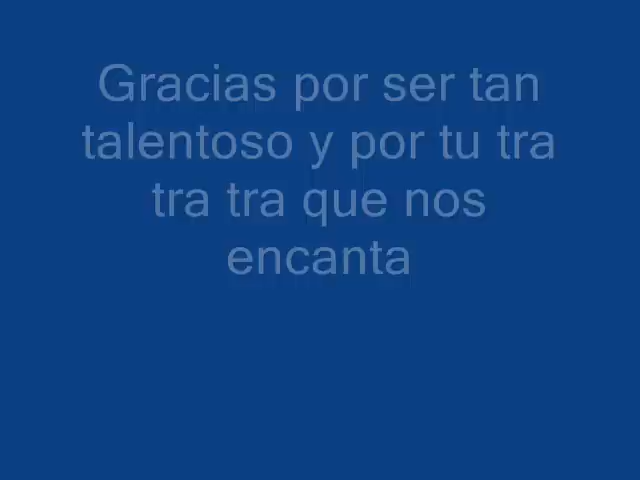 Gracias por ser tan
talentoso y por tu tra
tra tra que nos
encanta